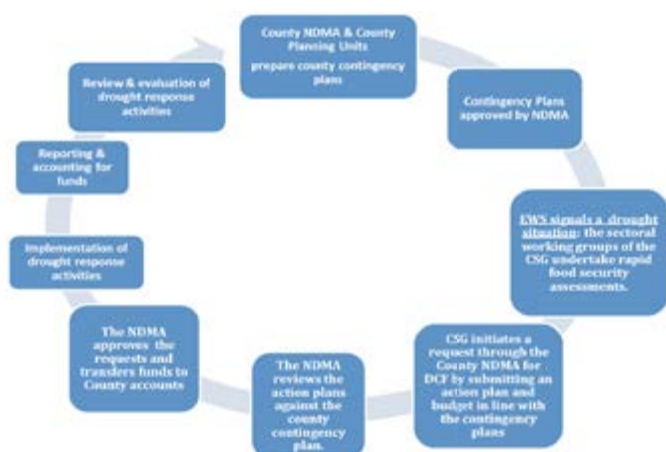 County NDMA & County
Planning Units
prepare county contingency
plans
Contingency Plans
approved by NDMA
EWS signals a drought
situation: the sectoral
working groups of the
CSG undertake rapid
food security
assessments.
CSG initiates a
request through the
County NDMA for
DCF by submitting an
action plan and
budget in line with
the contingency
plans
The NDMA
reviews the
action plans
against the
county
contingency
plan.
The NDMA
approves the
requests and
transfers funds to
County accounts
Implementation of
drought response
activities
Reporting &
accounting for
funds
Review & evaluation of
drought response
activities